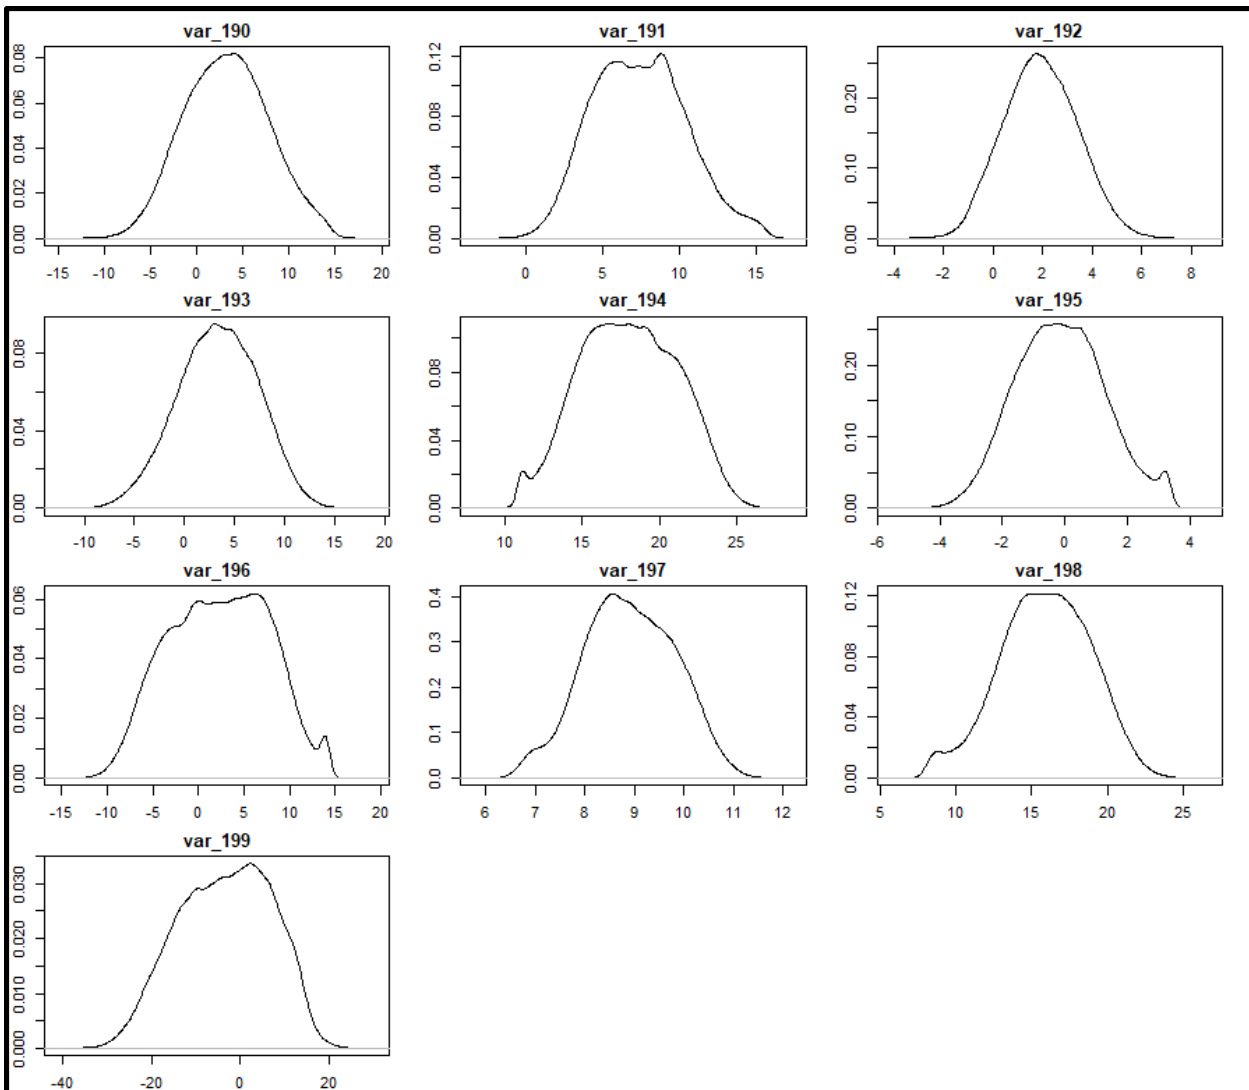 var_190 var_191 var_192
0.00 0.02 0.04 0.06 0.08
-15 -10 -5 0 5 10 15 20
0.00 0.04 0.08 0.12
0 5 10 15
0.00 0.10 0.20
-4 -2 0 2 4 6 8
var_193 var_194 var_195
0.00 0.04 0.08
-10 -5 0 5 10 15 20
0.00 0.04 0.08
10 15 20 25
0.00 0.10 0.20
-6 -4 -2 0 2 4
var_196 var_197 var_198
0.00 0.02 0.04 0.06
-15 -10 -5 0 5 10 15 20
0.0 0.1 0.2 0.3 0.4
6 7 8 9 10 11 12
0.00 0.04 0.08 0.12
5 10 15 20 25
var_199
0.000 0.010 0.020 0.030
-40 -20 0 20